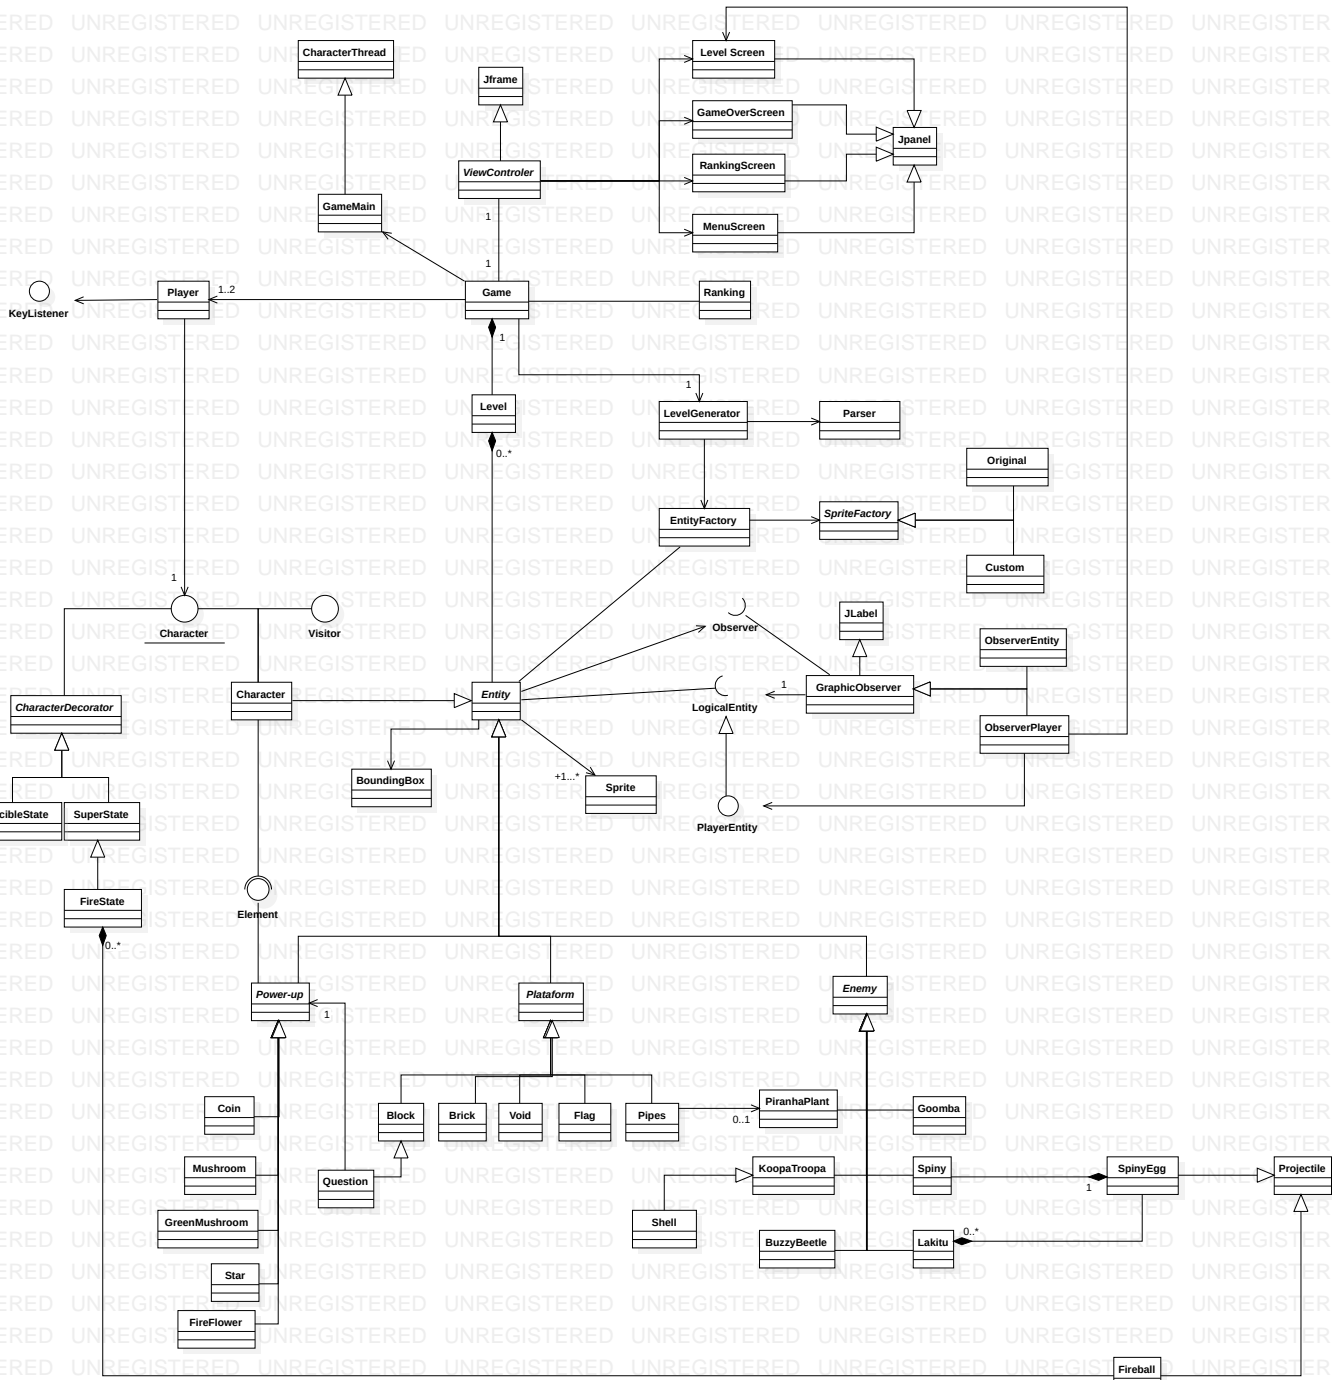 CharacterThread
Level Screen
Jframe
GameOverScreen
Jpanel
RankingScreen
ViewControler
GameMain
1
MenuScreen
1
KeyListener
Player
1..2
Game
Ranking
1
1
Level
LevelGenerator
Parser
0..*
Original
EntityFactory
SpriteFactory
Custom
1
Character
Visitor
Observer
JLabel
ObserverEntity
CharacterDecorator
Character
Entity
LogicalEntity
1
GraphicObserver
ObserverPlayer
BoundingBox
+1...*
Sprite
cibleState
SuperState
PlayerEntity
FireState
Element
0..*
Power-up
1
Plataform
Enemy
Coin
Block
Brick
Void
Flag
Pipes
0..1
PiranhaPlant
Goomba
Mushroom
Question
KoopaTroopa
Spiny
1
SpinyEgg
Projectile
GreenMushroom
Shell
BuzzyBeetle
Lakitu
0..*
Star
FireFlower
Fireball
UNREGISTERED